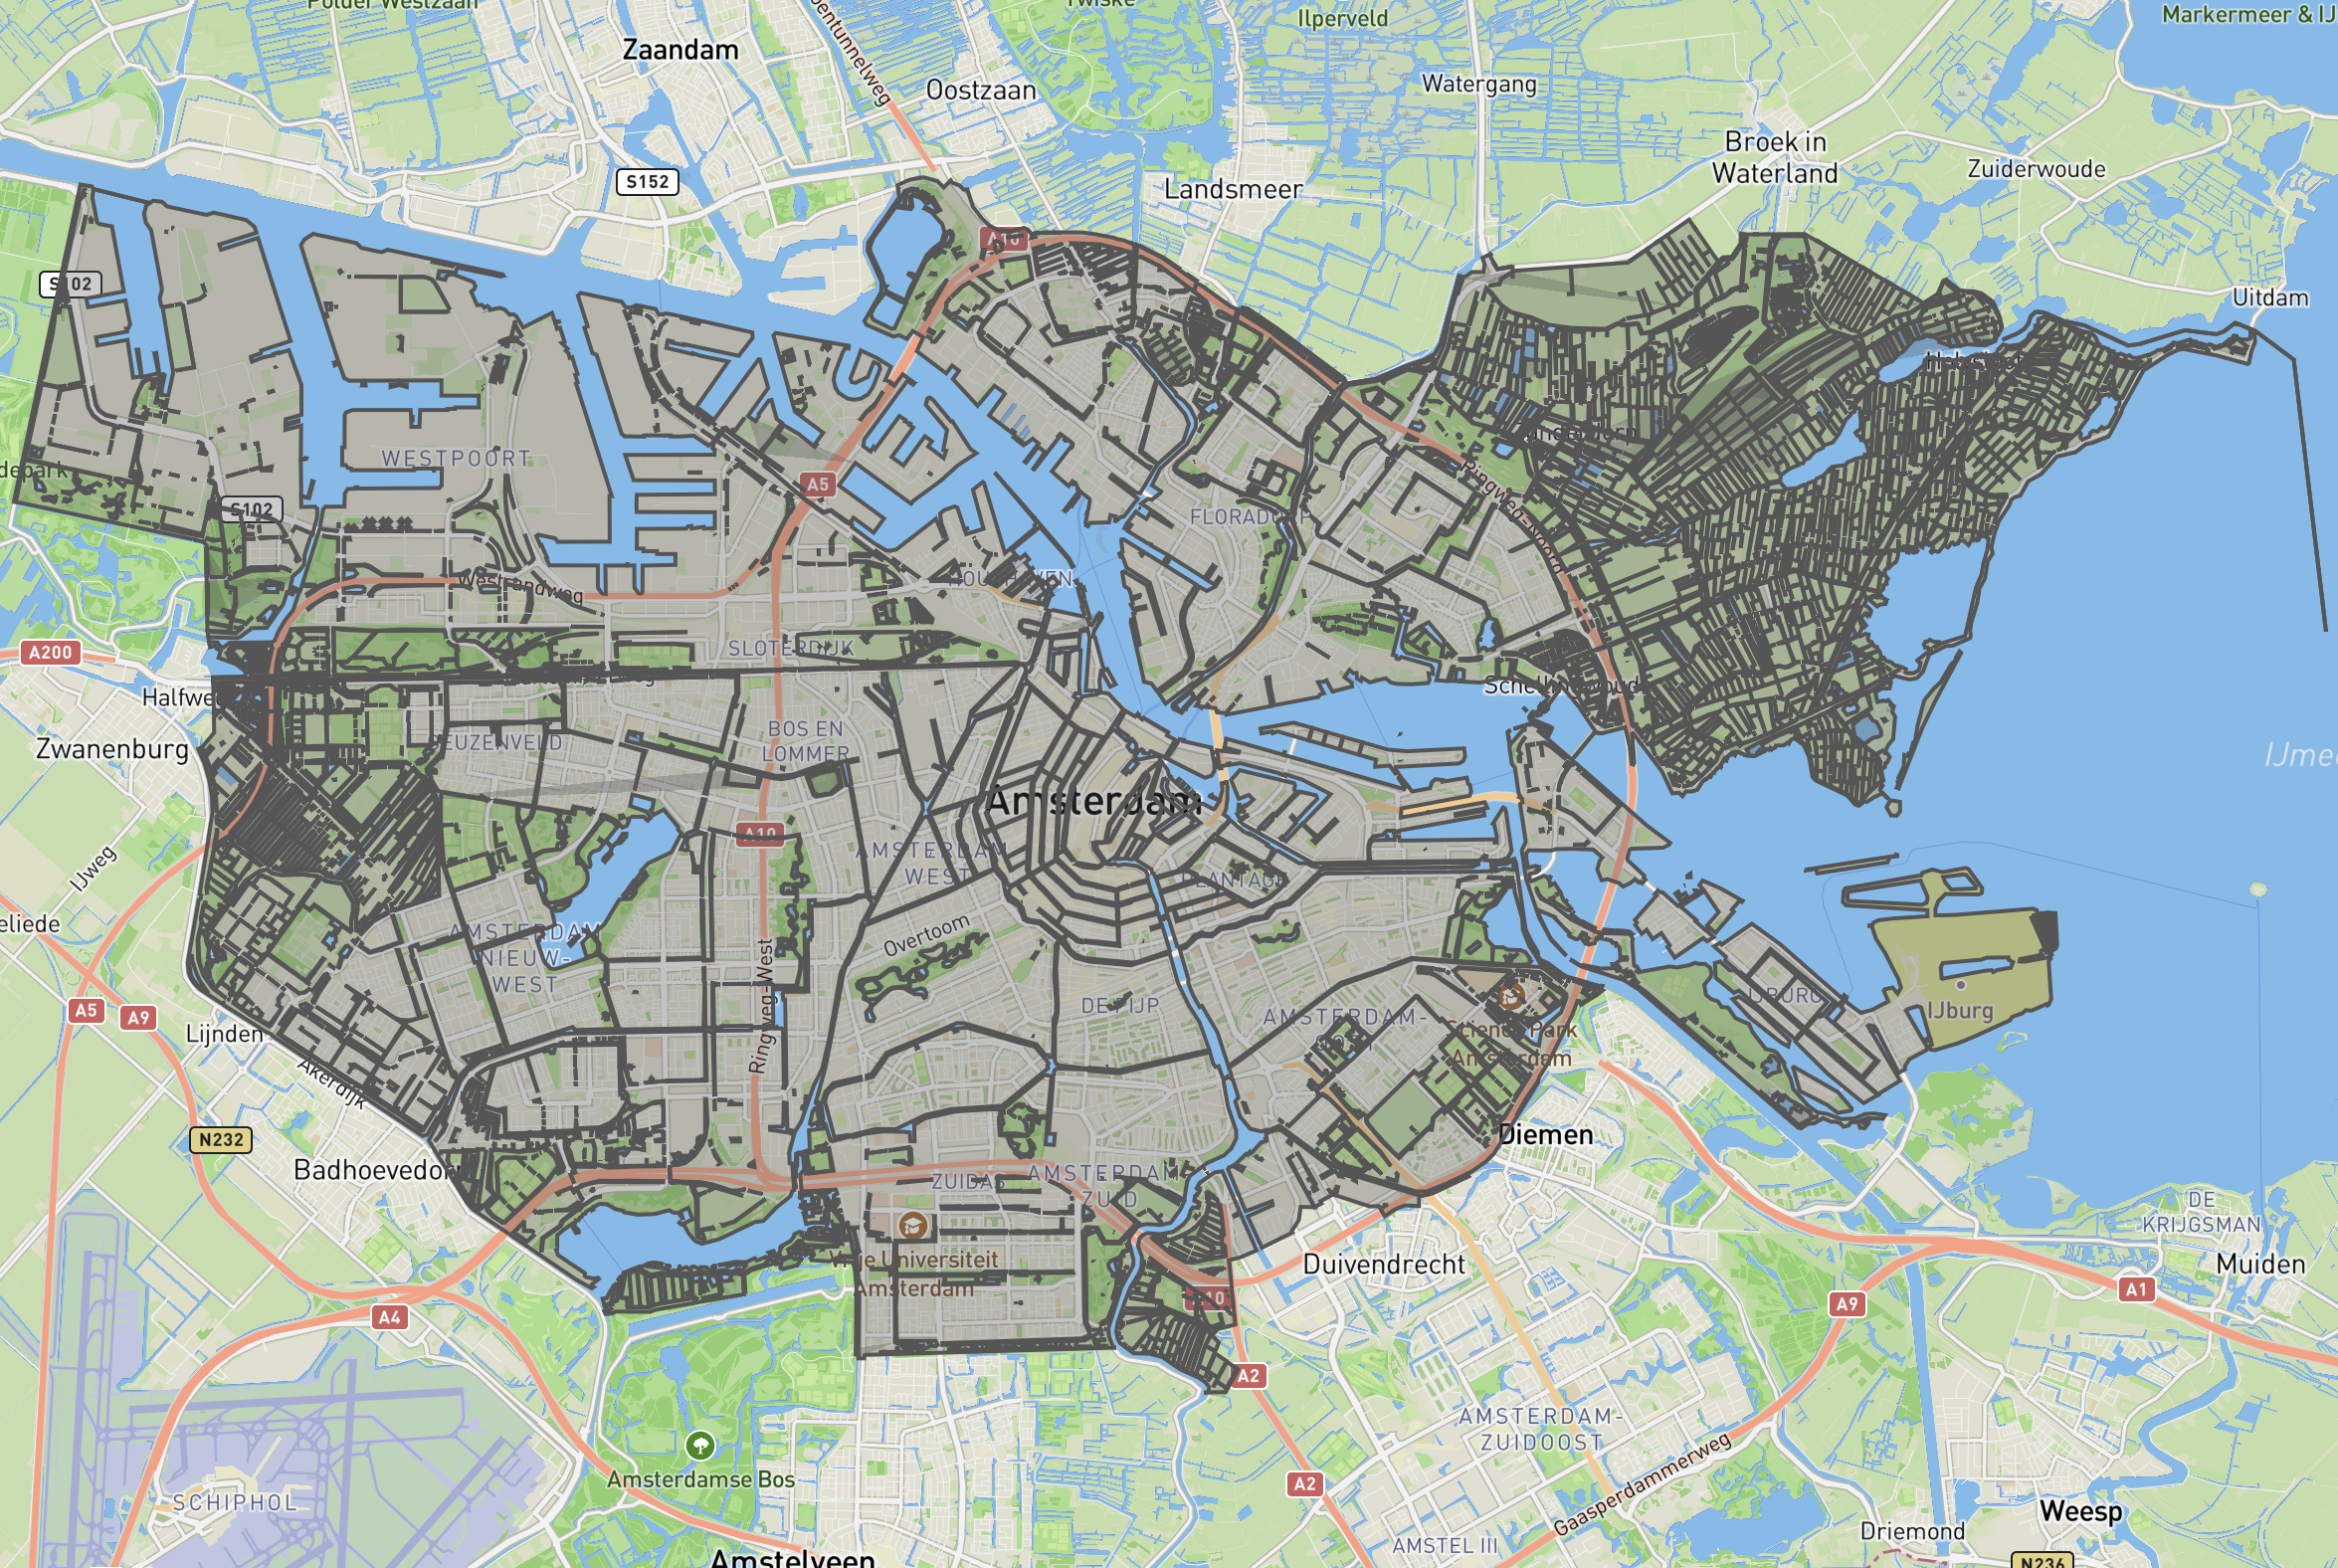 Polder Westzaan
Twiske
Ilperveld
Markermeer & IJ
Zaandam
Oostzaan
Watergang
Broek in
Waterland
Zuiderwoude
S152
Landsmeer
A10
S102
Uitdam
WESTPOORT
A5
Ringweg-Noord
S102
FLORADORP
HOUTHAVEN
Westrandweg
A200
SLOTERDIJK
Halfweg
Schellingwoude
Zwanenburg
BOS EN
LOMMER
GEUZENVELD
IJmeer
Amsterdam
A10
IJweg
AMSTERDAM
WEST
PLANTAGE
Overtoom
AMSTERDAM
NIEUW-
WEST
Ringweg-West
DE PIJP
AMSTERDAM-
Science Park
Amsterdam
IJBURG
IJburg
A5
A9
Lijnden
Akerdijk
N232
Badhoevedorp
Diemen
ZUIDAS
AMSTERDAM
ZUID
DE
KRIJGSMAN
Vrije Universiteit
Amsterdam
Duivendrecht
Muiden
A4
A10
A9
A1
A2
AMSTERDAM-
ZUIDOOST
Amsterdamse Bos
A2
Gaasperdammerweg
SCHIPHOL
Weesp
Driemond
AMSTEL III
Amstelveen
N236